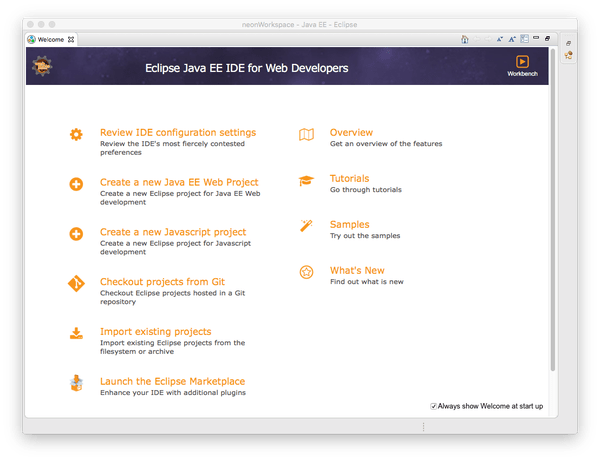 neonWorkspace - Java EE - Eclipse
Welcome
Eclipse Java EE IDE for Web Developers
Workbench
Review IDE configuration settings
Review the IDE's most fiercely contested
preferences
Create a new Java EE Web Project
Create a new Eclipse project for Java EE Web
development
Create a new Javascript project
Create a new Eclipse project for Javascript
development
Checkout projects from Git
Checkout Eclipse projects hosted in a Git
repository
Import existing projects
Import existing Eclipse projects from the
filesystem or archive
Launch the Eclipse Marketplace
Enhance your IDE with additional plugins
Overview
Get an overview of the features
Tutorials
Go through tutorials
Samples
Try out the samples
What's New
Find out what is new
Always show Welcome at start up